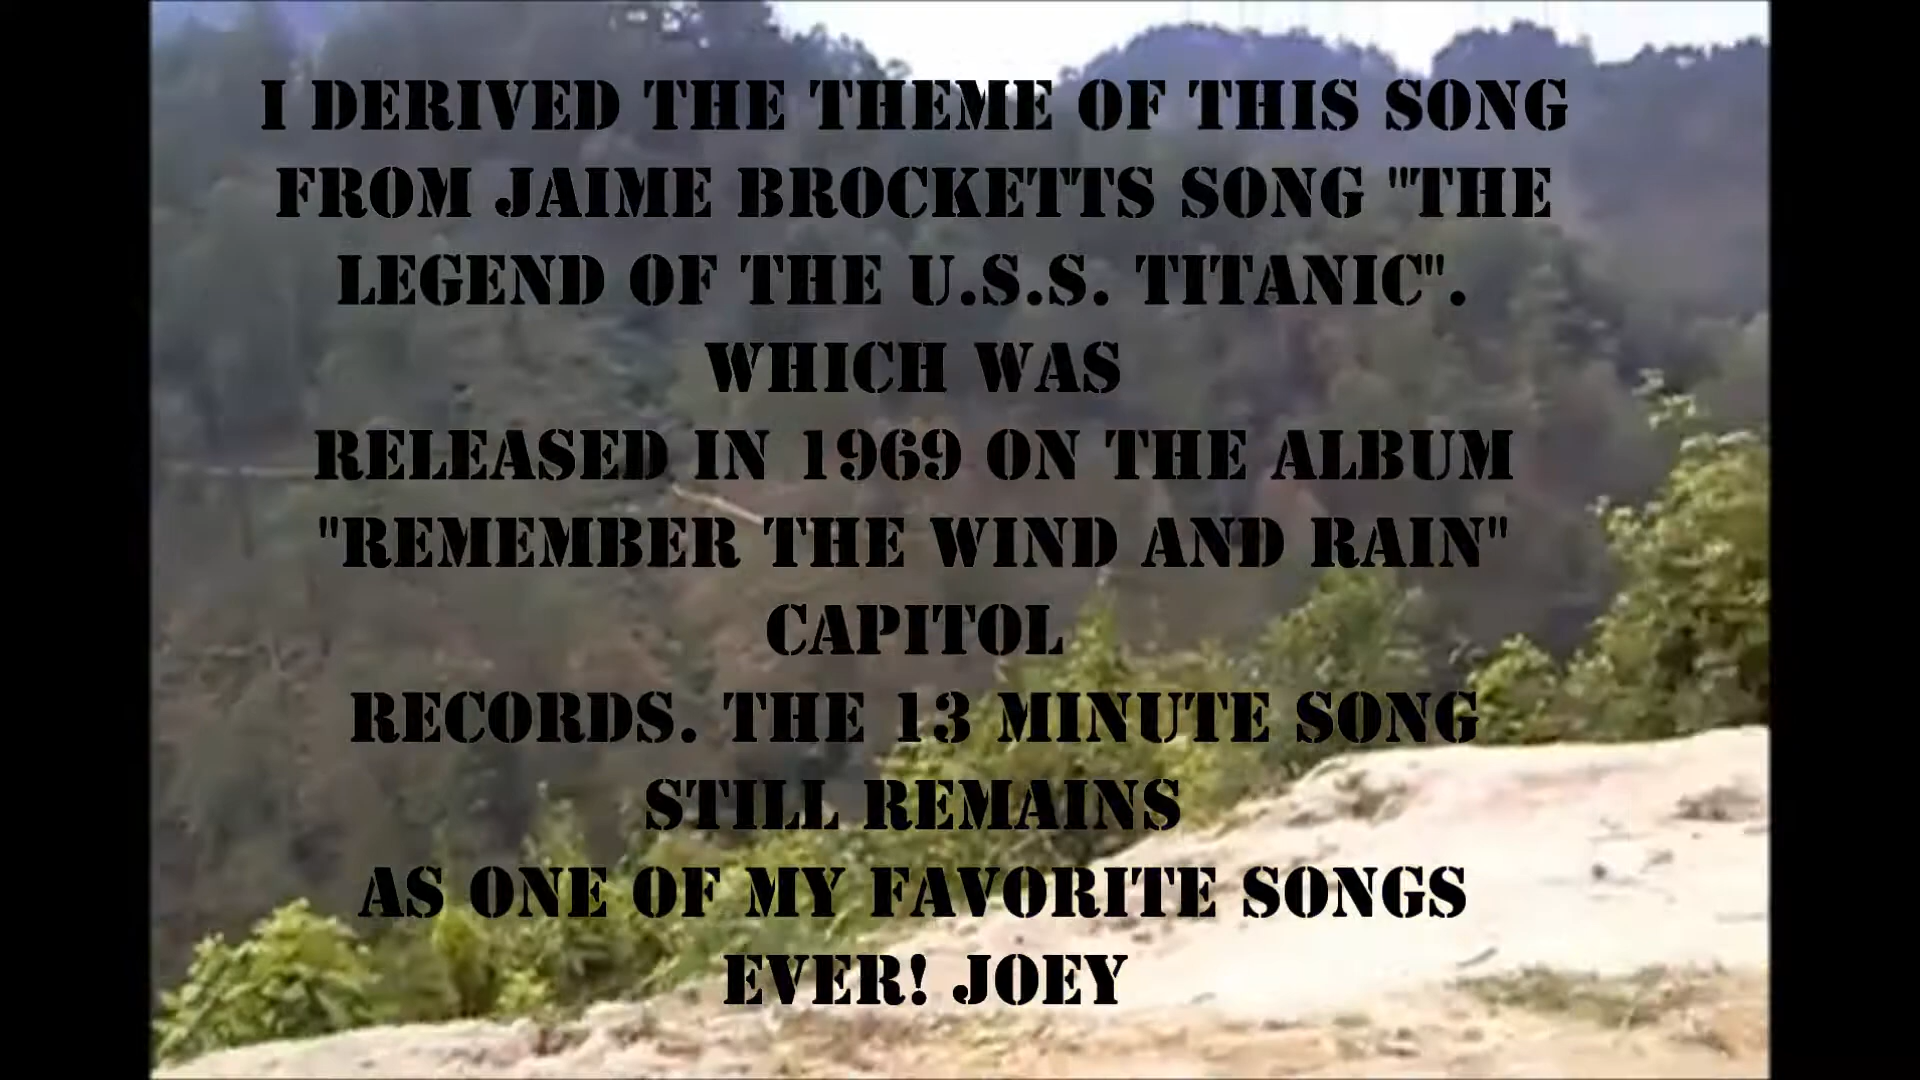 I DERIVED THE THEME OF THIS SONG
FROM JAIME BROCKETTS SONG "THE
LEGEND OF THE U.S.S. TITANIC".
WHICH WAS
RELEASED IN 1969 ON THE ALBUM
"REMEMBER THE WIND AND RAIN"
CAPITOL
RECORDS. THE 13 MINUTE SONG
STILL REMAINS
AS ONE OF MY FAVORITE SONGS
EVER! JOEY